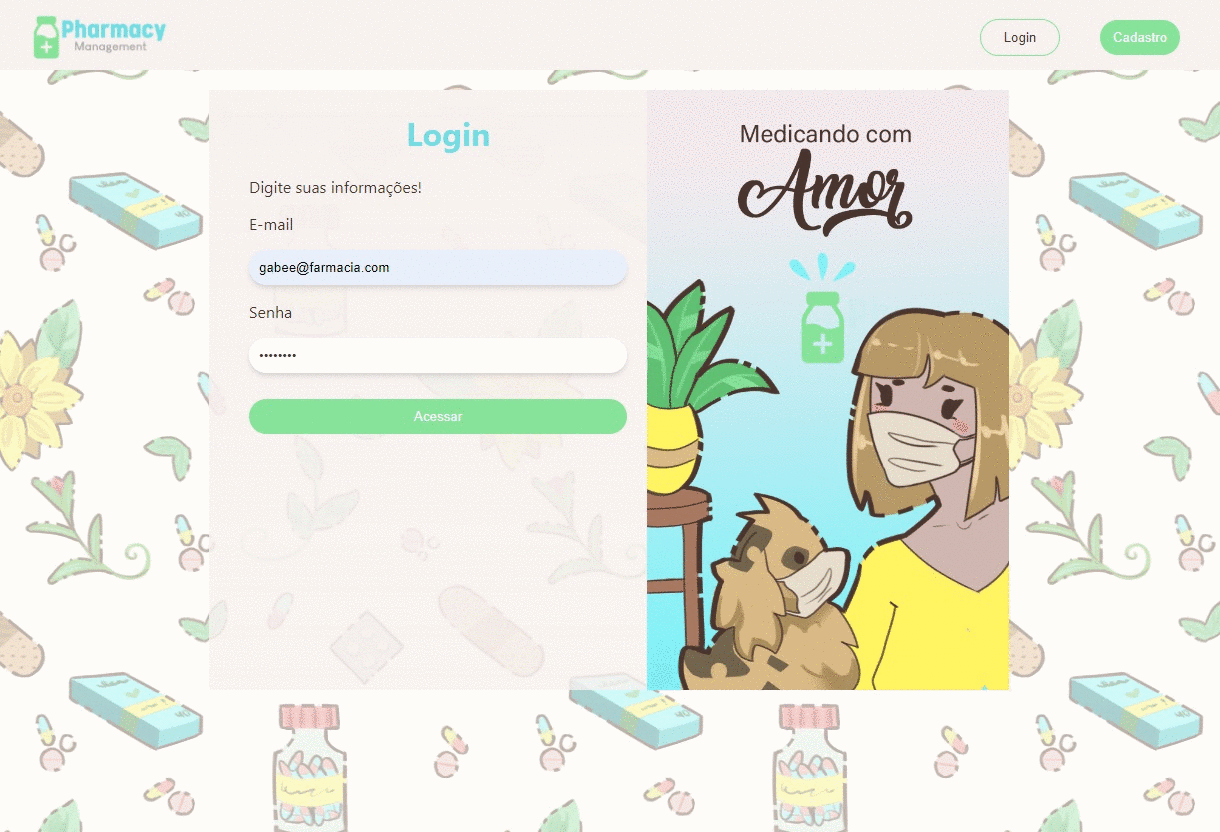 Pharmacy
Management
Login
Cadastro
Login
Digite suas informações!
E-mail
gabee@farmacia.com
Senha
••••••••
Acessar
Medicando com
Amor